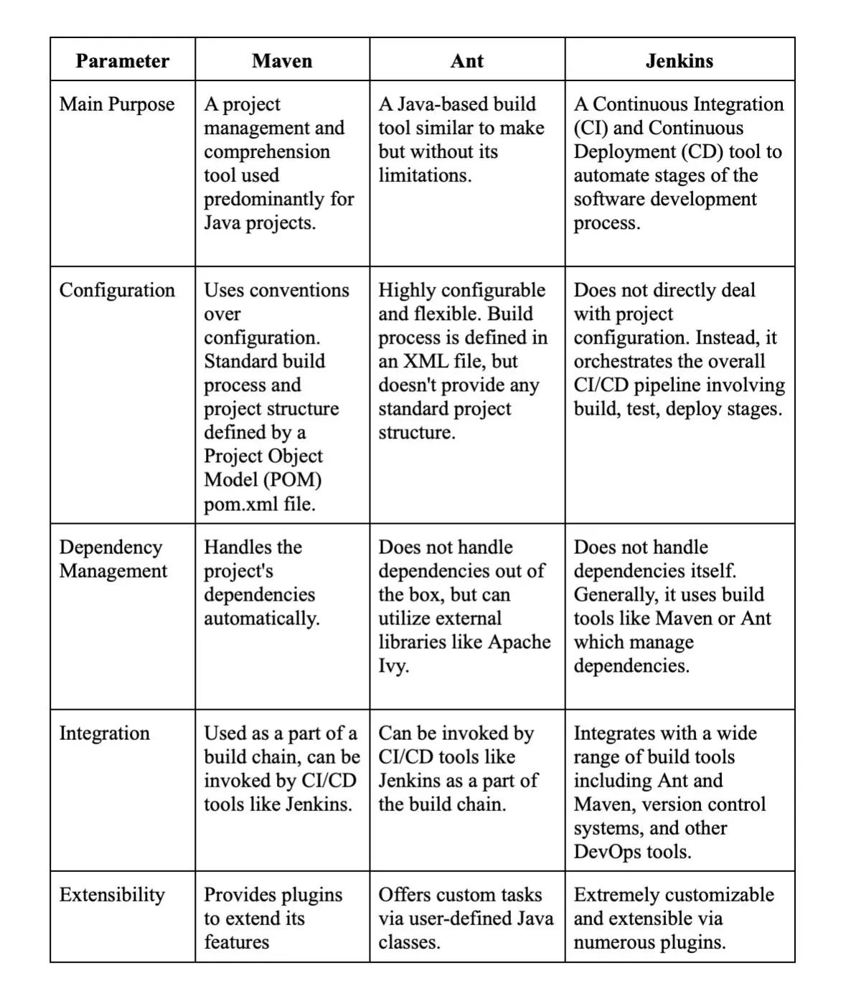 Parameter
Maven
Ant
Jenkins
Main Purpose
A project
management and
comprehension
tool used
predominantly for
Java projects.
A Java-based build
tool similar to make
but without its
limitations.
A Continuous Integration
(CI) and Continuous
Deployment (CD) tool to
automate stages of the
software development
process.
Configuration
Uses conventions
over
configuration.
Standard build
process and
project structure
defined by a
Project Object
Model (POM)
pom.xml file.
Highly configurable
and flexible. Build
process is defined in
an XML file, but
doesn't provide any
standard project
structure.
Does not directly deal
with project
configuration. Instead, it
orchestrates the overall
CI/CD pipeline involving
build, test, deploy stages.
Dependency
Management
Handles the
project's
dependencies
automatically.
Does not handle
dependencies out of
the box, but can
utilize external
libraries like Apache
Ivy.
Does not handle
dependencies itself.
Generally, it uses build
tools like Maven or Ant
which manage
dependencies.
Integration
Used as a part of a
build chain, can be
invoked by CI/CD
tools like Jenkins.
Can be invoked by
CI/CD tools like
Jenkins as a part of
the build chain.
Integrates with a wide
range of build tools
including Ant and
Maven, version control
systems, and other
DevOps tools.
Extensibility
Provides plugins
to extend its
features
Offers custom tasks
via user-defined Java
classes.
Extremely customizable
and extensible via
numerous plugins.